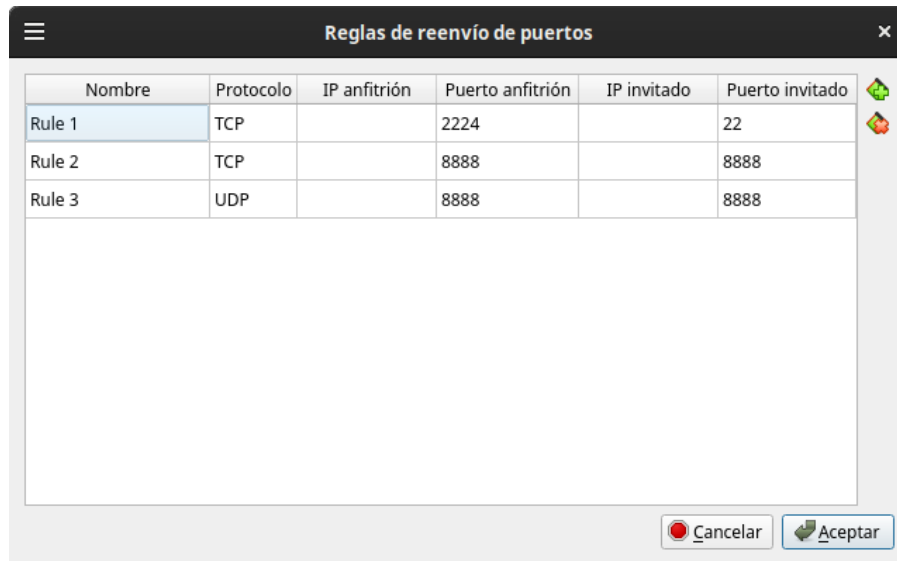 Reglas de reenvío de puertos
Nombre Protocolo IP anfitrión Puerto anfitrión IP invitado Puerto invitado
Rule 1 TCP 2224 22
Rule 2 TCP 8888 8888
Rule 3 UDP 8888 8888
Cancelar Aceptar